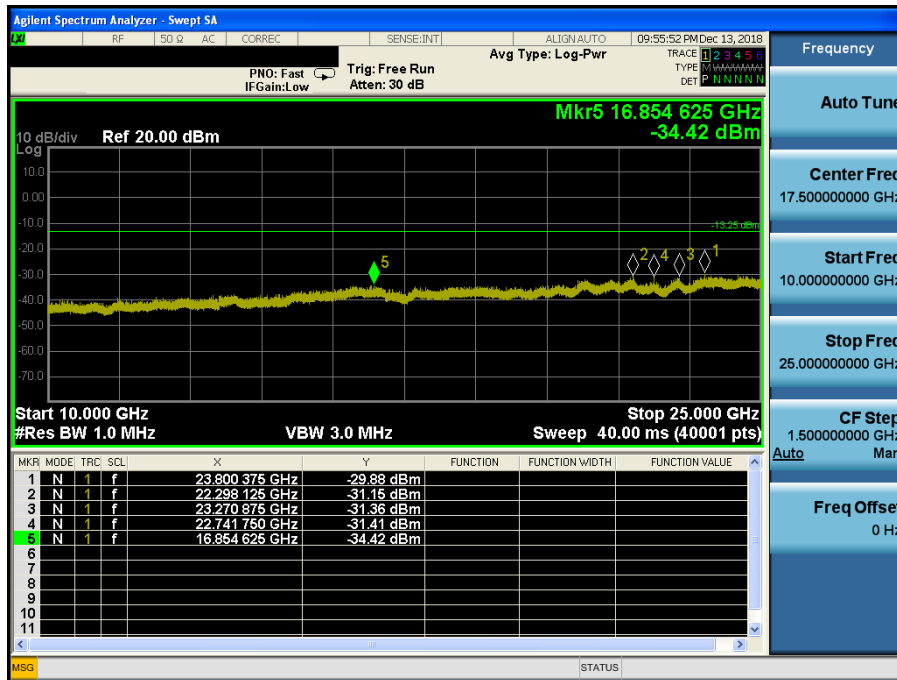 Agilent Spectrum Analyzer - Swept SA
LXI RF 50 Ω AC CORREC SENSE:INT ALIGN AUTO 09:55:52 PM Dec 13, 2018
Frequency
Avg Type: Log-Pwr
TRACE 1 2 3 4 5 6
PNO: Fast Trig: Free Run TYPE M WWWWW
IFGain:Low Atten: 30 dB DET P N N N N N
Auto Tune
Mkr5 16.854 625 GHz
10 dB/div Ref 20.00 dBm -34.42 dBm
Log
10.0
0.00
-10.0
-13.25 dBm
-20.0
-30.0
-40.0
-50.0
-60.0
-70.0
5 2 4 3 1
Center Freq
17.500000000 GHz
Start Freq
10.000000000 GHz
Stop Freq
25.000000000 GHz
Start 10.000 GHz Stop 25.000 GHz
#Res BW 1.0 MHz VBW 3.0 MHz Sweep 40.00 ms (40001 pts)
CF Step
1.500000000 GHz
Auto Man
MKR MODE TRC SCL X Y FUNCTION FUNCTION WIDTH FUNCTION VALUE
1 N 1 f 23.800 375 GHz -29.88 dBm
2 N 1 f 22.298 125 GHz -31.15 dBm
3 N 1 f 23.270 875 GHz -31.36 dBm
4 N 1 f 22.741 750 GHz -31.41 dBm
5 N 1 f 16.854 625 GHz -34.42 dBm
6
7
8
9
10
11
Freq Offset
0 Hz
MSG STATUS